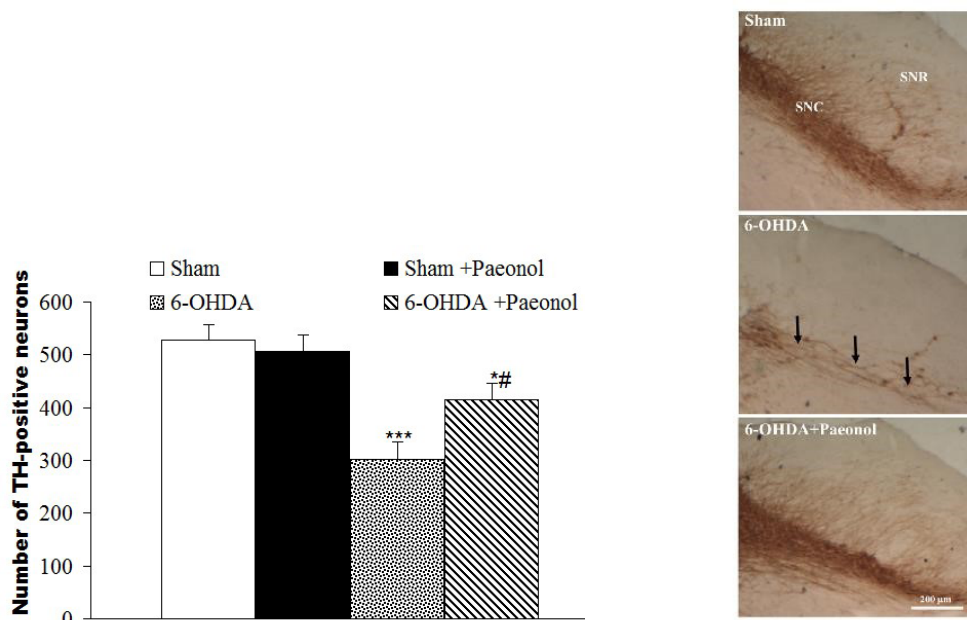 Sham
Sham +Paeonol
6-OHDA
6-OHDA +Paeonol
Number of TH-positive neurons
600
500
400
300
200
100
0
***
*#
Sham
SNR
SNC
6-OHDA
6-OHDA+Paeonol
200 µm